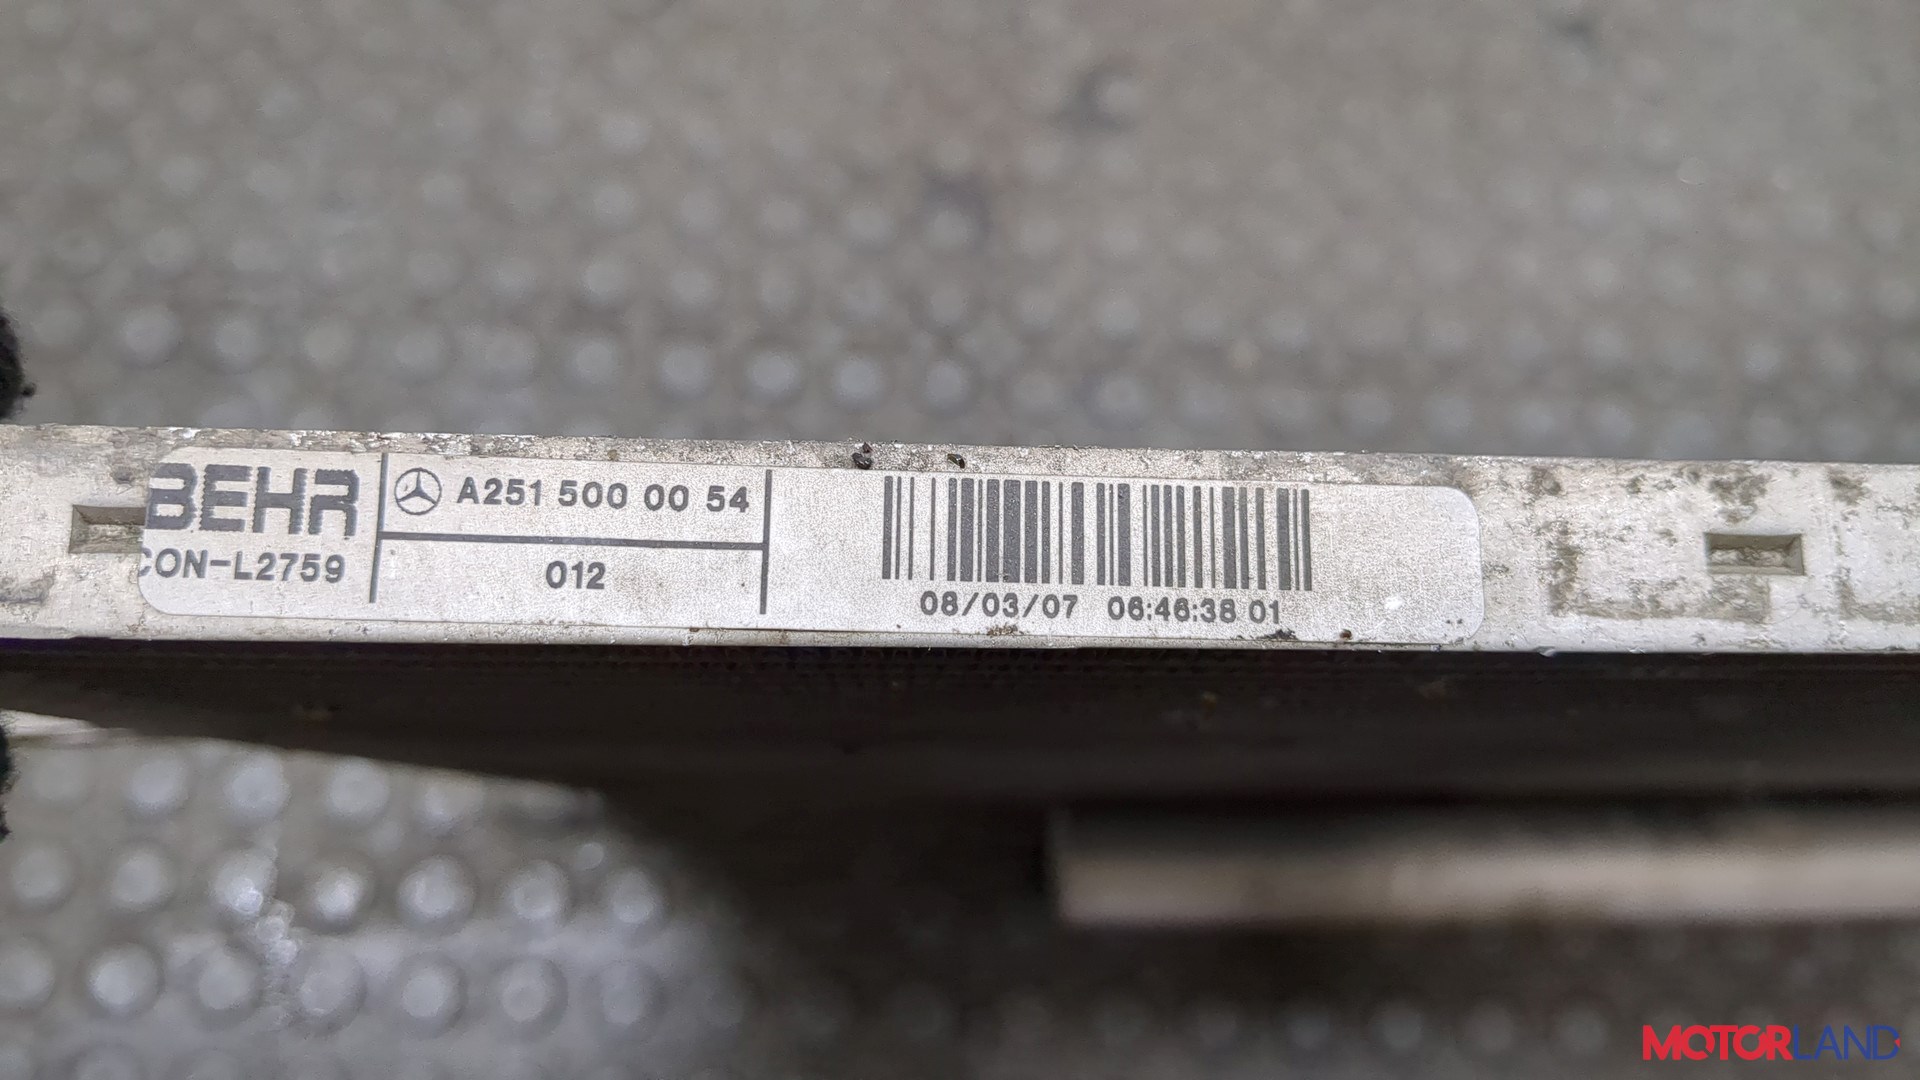 BEHR
CON-L2759
A251 500 00 54
012
08/03/07 06:46:38 01
MOTORLAND